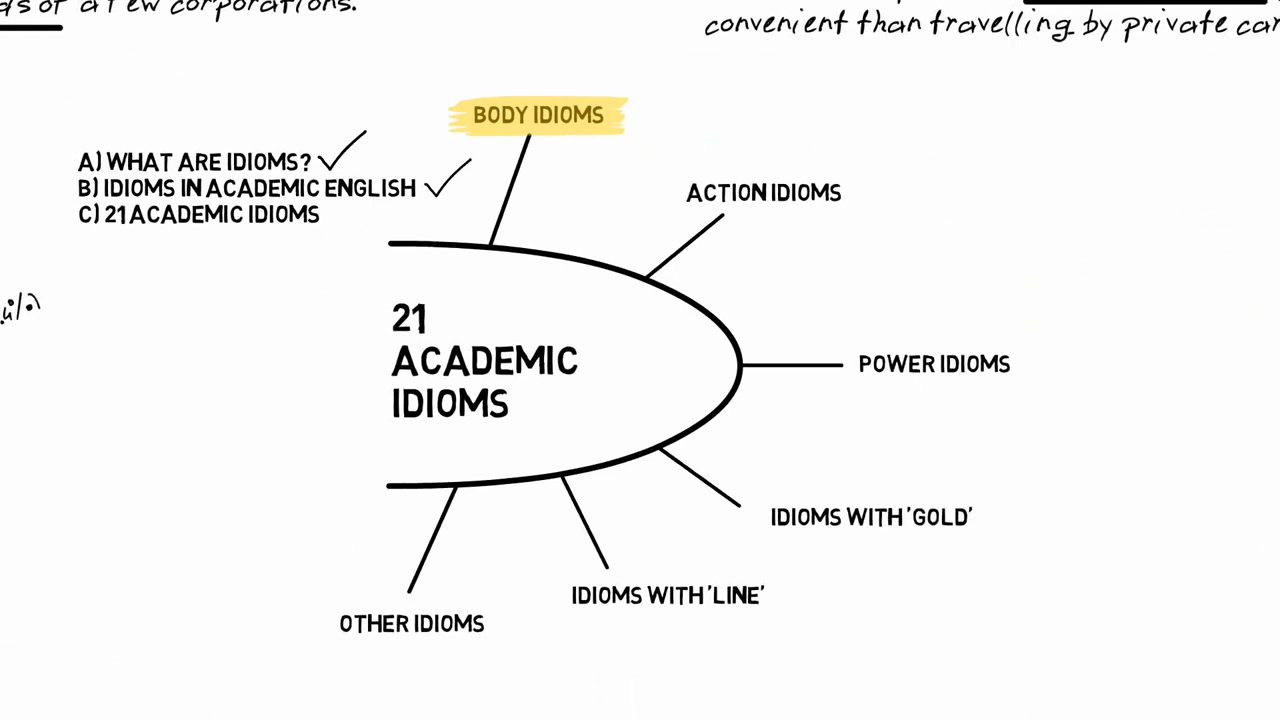 of a few corporations.
convenient than travelling by private car
BODY IDIOMS
A) WHAT ARE IDIOMS?
B) IDIOMS IN ACADEMIC ENGLISH
C) 21 ACADEMIC IDIOMS
ACTION IDIOMS
21
ACADEMIC
IDIOMS
POWER IDIOMS
IDIOMS WITH 'GOLD'
IDIOMS WITH 'LINE'
OTHER IDIOMS